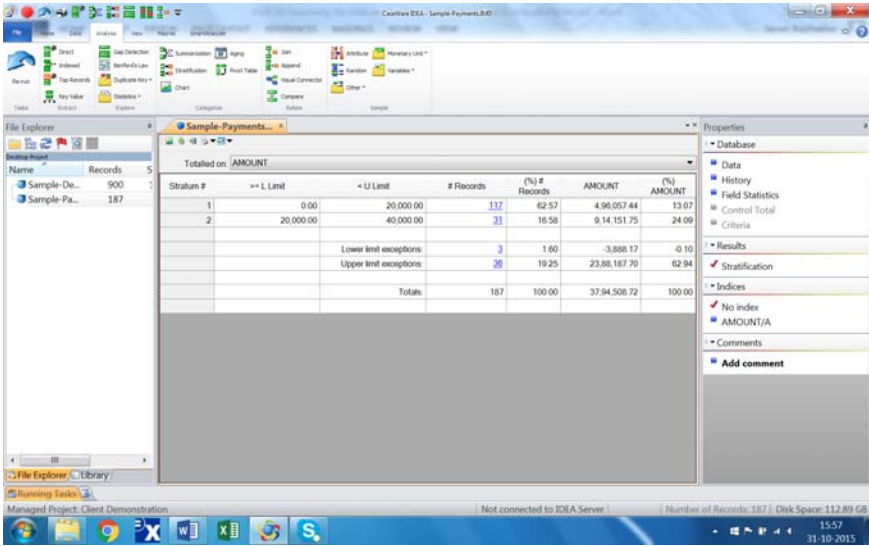 CaseWare IDEA - Sample-Payments.IMD
File Home Data Analysis View Macros SmartAnalyzer
Direct Gap Detection Summarization Aging Join Attribute Monetary Unit
Indexed Benford's Law Stratification Pivot Table Append Random Variables
Re-run Top Records Duplicate Key Chart Visual Connector Other
Key Value Statistics Compare
Tasks Extract Explore Categorize Relate Sample
File Explorer
Desktop Project
Name Records S
Sample-De... 900
Sample-Pa... 187
Sample-Payments...
Totalled on: AMOUNT
Stratum # >= L Limit < U Limit # Records (%) # Records AMOUNT (%) AMOUNT
1 0.00 20,000.00 117 62.57 4,96,057.44 13.07
2 20,000.00 40,000.00 31 16.58 9,14,151.75 24.09
Lower limit exceptions: 3 1.60 -3,888.17 -0.10
Upper limit exceptions: 36 19.25 23,88,187.70 62.94
Totals: 187 100.00 37,94,508.72 100.00
Properties
Database
Data
History
Field Statistics
Control Total
Criteria
Results
Stratification
Indices
No index
AMOUNT/A
Comments
Add comment
File Explorer Library
Running Tasks
Managed Project: Client Demonstration Not connected to IDEA Server Number of Records: 187 Disk Space: 112.89 GB
15:57
31-10-2015